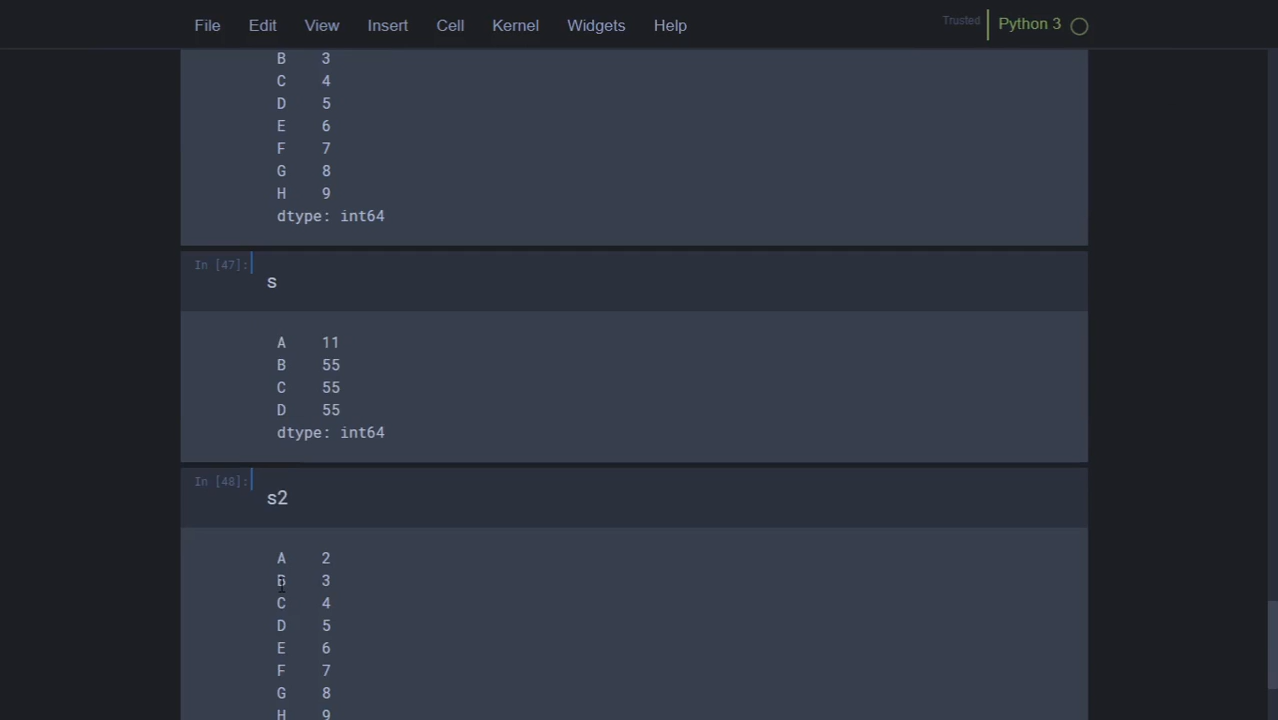 File Edit View Insert Cell Kernel Widgets Help Trusted Python 3
B 3
C 4
D 5
E 6
F 7
G 8
H 9
dtype: int64
In [47]:
s
A 11
B 55
C 55
D 55
dtype: int64
In [48]:
s2
A 2
B 3
C 4
D 5
E 6
F 7
G 8
H 9